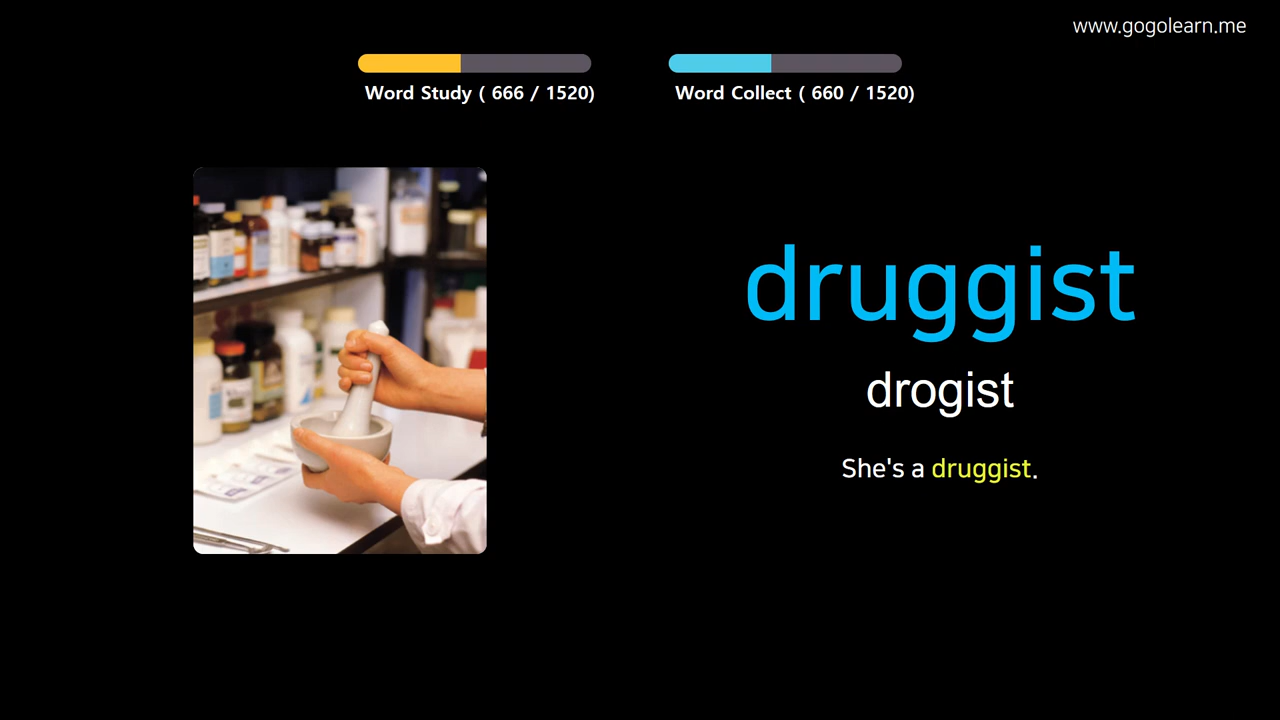 www.gogolearn.me
Word Study ( 666 / 1520)
Word Collect ( 660 / 1520)
druggist
drogist
She's a druggist.